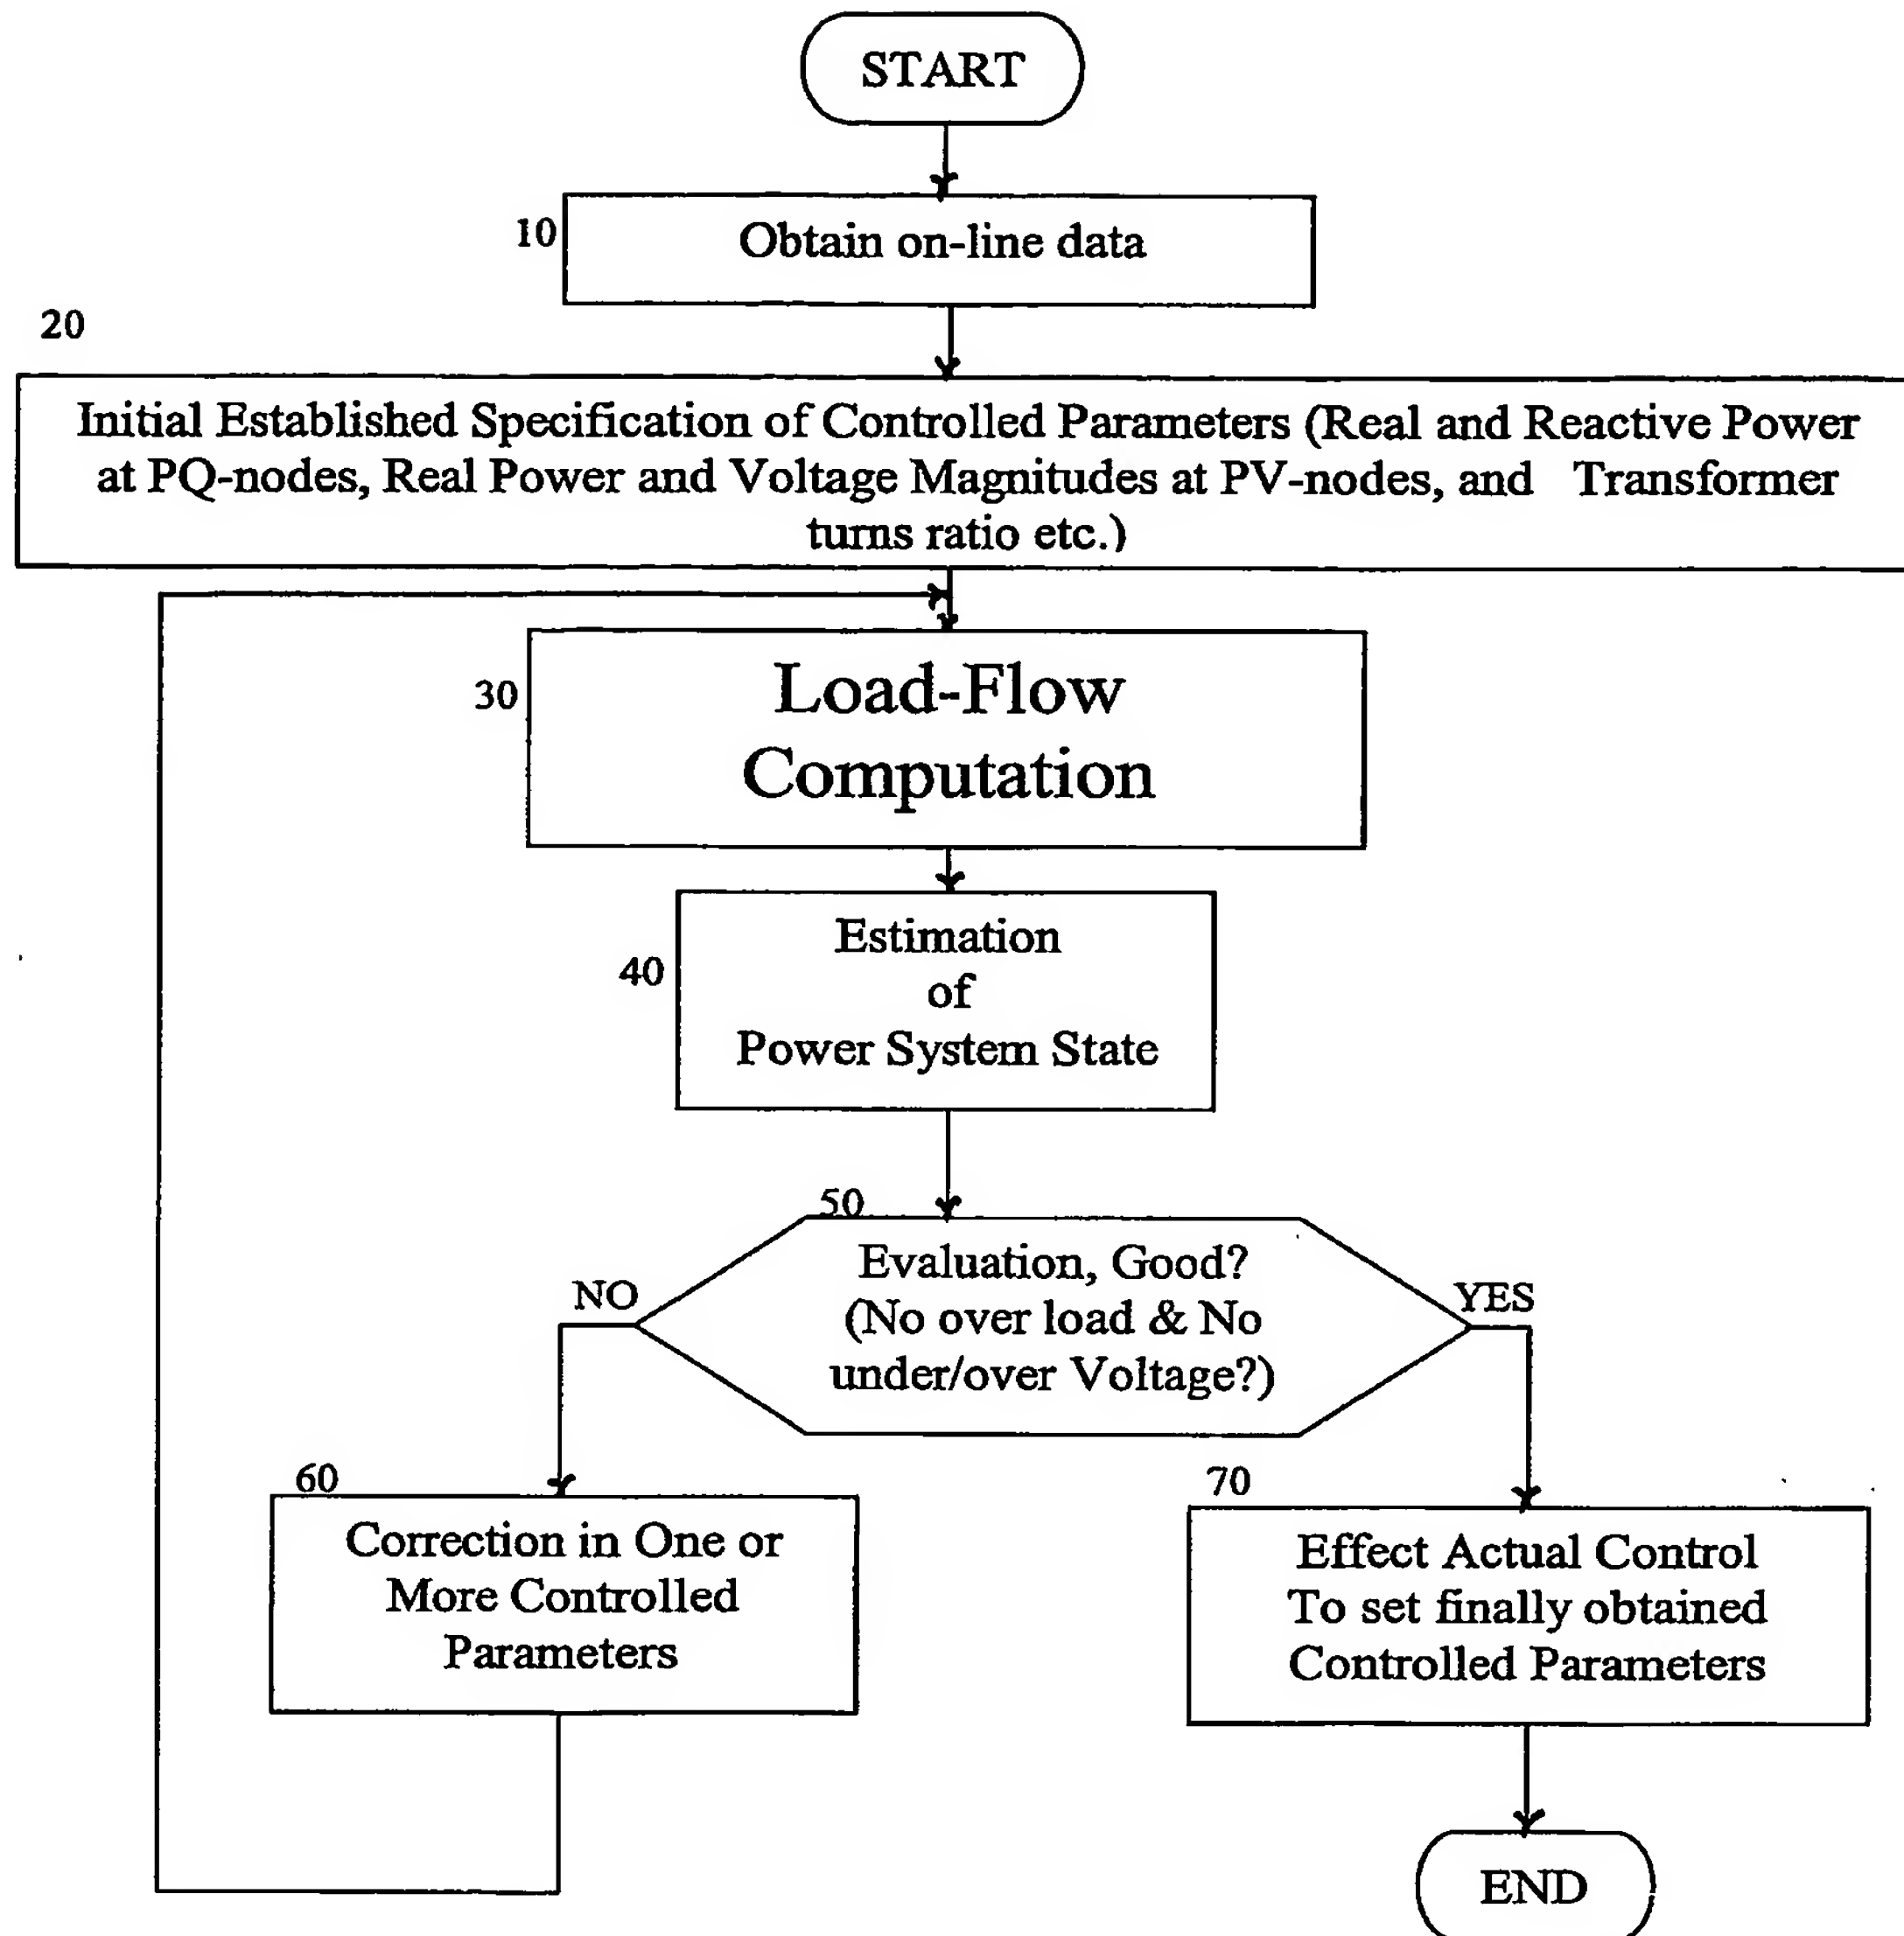 START
10
Obtain on-line data
20
Initial Established Specification of Controlled Parameters (Real and Reactive Power
at PQ-nodes, Real Power and Voltage Magnitudes at PV-nodes, and Transformer
turns ratio etc.)
30
Load-Flow
Computation
40
Estimation
of
Power System State
50
Evaluation, Good?
(No over load & No
under/over Voltage?)
NO
YES
60
Correction in One or
More Controlled
Parameters
70
Effect Actual Control
To set finally obtained
Controlled Parameters
END